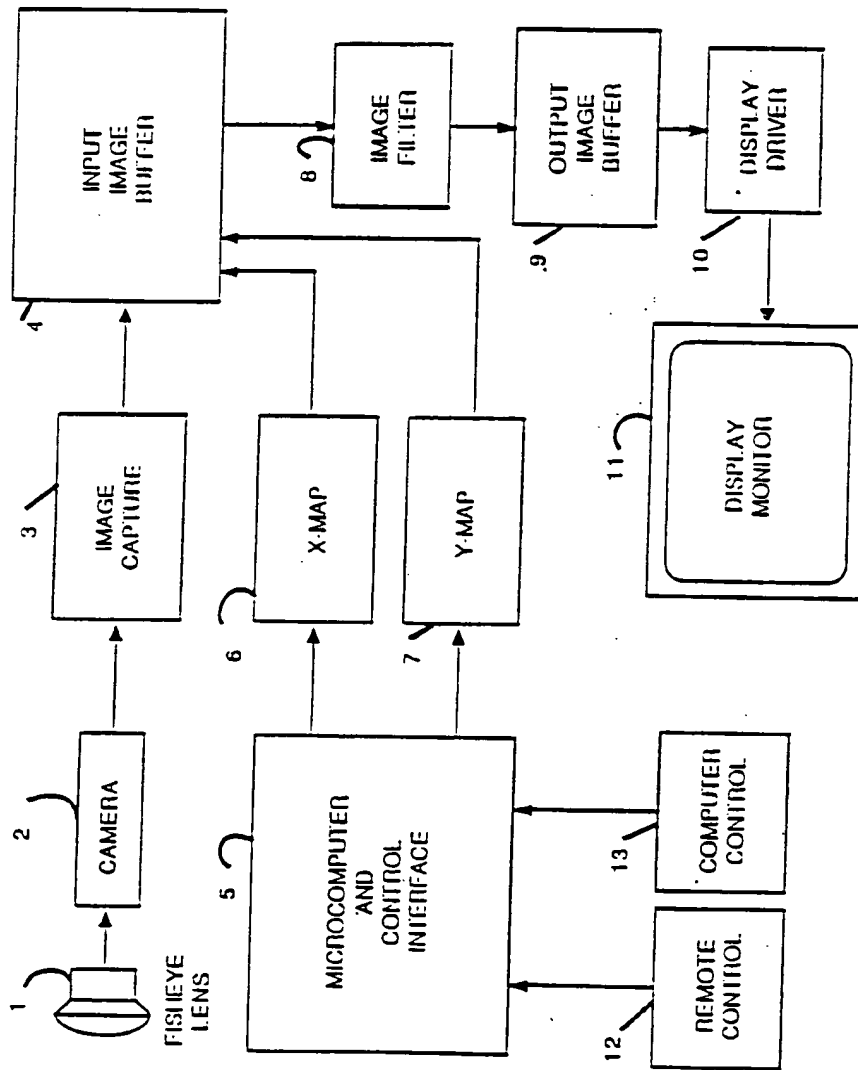 1
FISHEYE
LENS
2
CAMERA
3
IMAGE
CAPTURE
4
INPUT
IMAGE
BUFFER
5
MICROCOMPUTER
AND
CONTROL
INTERFACE
6
X-MAP
7
Y-MAP
8
IMAGE
FILTER
.9
OUTPUT
IMAGE
BUFFER
10
DISPLAY
DRIVER
11
DISPLAY
MONITOR
12
REMOTE
CONTROL
13
COMPUTER
CONTROL